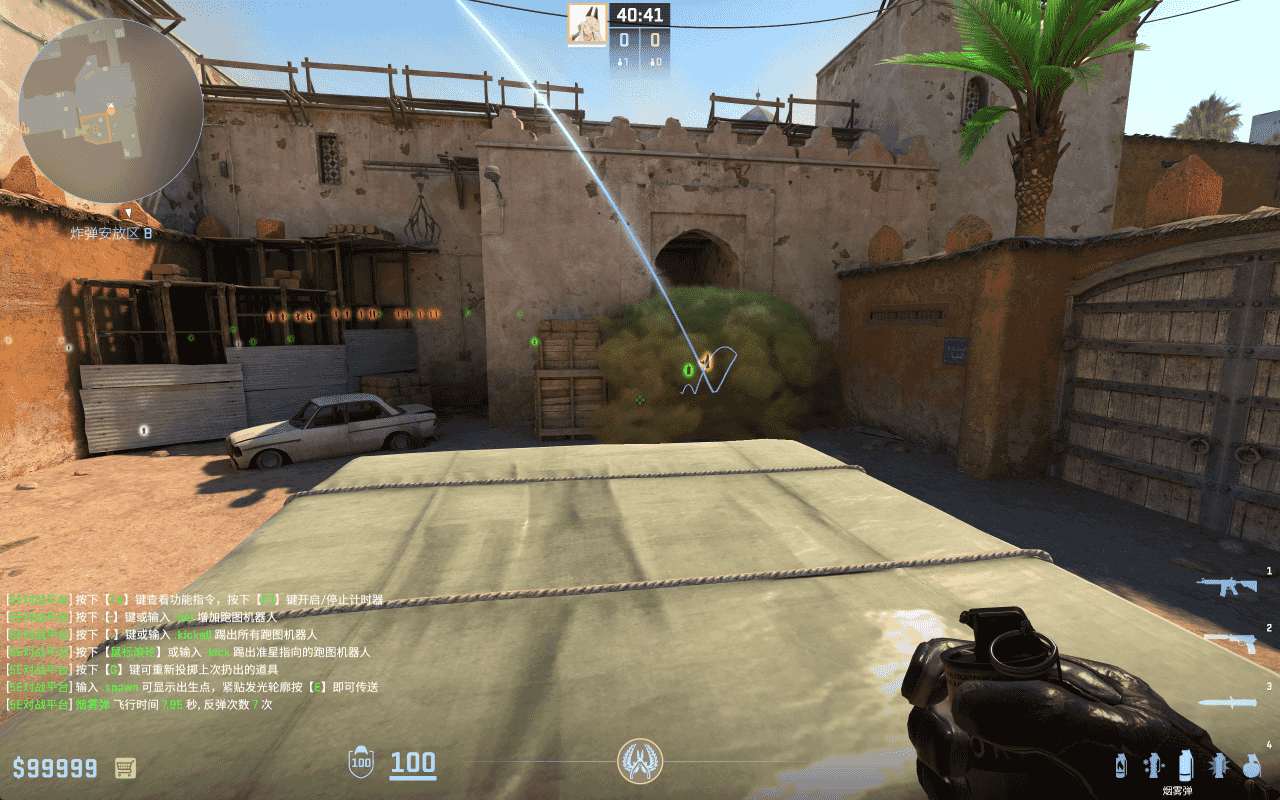 40:41
0 0
1 0
炸弹安放区 B
[5E对战平台] 按下【F4】键查看功能指令，按下【F3】键开启/停止计时器
[5E对战平台] 按下【 】键或输入 增加跑图机器人
[5E对战平台] 按下【 】键或输入 .kickall 踢出所有跑图机器人
[5E对战平台] 按下【鼠标滚轮】或输入 .kick 踢出准星指向的跑图机器人
[5E对战平台] 按下【G】键可重新投掷上次扔出的道具
[5E对战平台] 输入 .spawn 可显示出生点，紧贴发光轮廓按【E】即可传送
[5E对战平台] 烟雾弹 飞行时间 7.95 秒, 反弹次数 7 次
1
2
3
4
$99999
100
100
烟雾弹